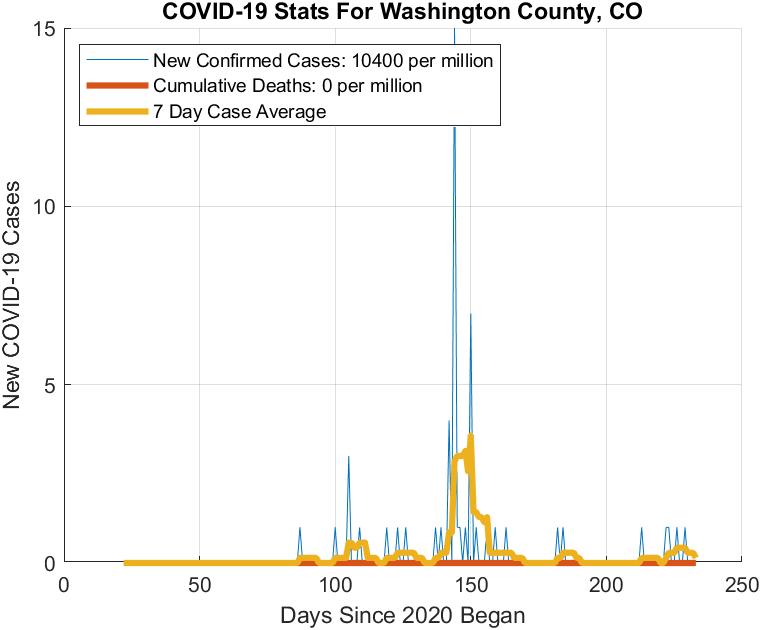 COVID-19 Stats For Washington County, CO
15
New Confirmed Cases: 10400 per million
Cumulative Deaths: 0 per million
7 Day Case Average
10
New COVID-19 Cases
5
0
0 50 100 150 200 250
Days Since 2020 Began